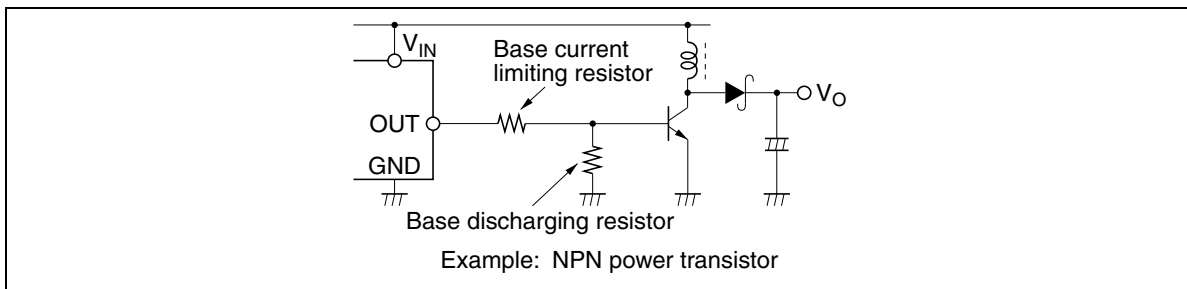 V_IN
Base current
limiting resistor
OUT
V_O
GND
Base discharging resistor
Example: NPN power transistor